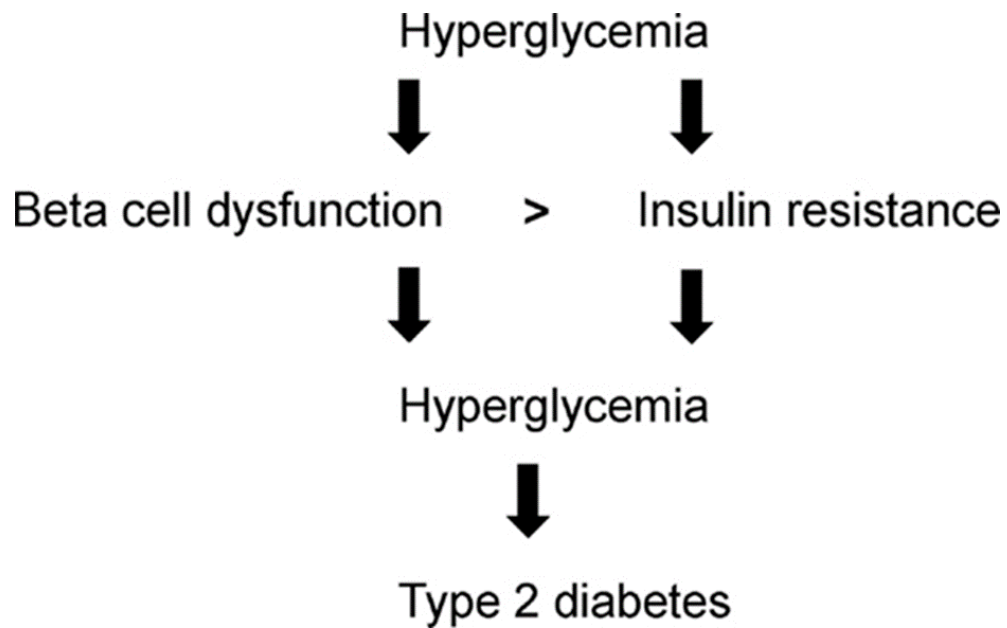 Hyperglycemia
Beta cell dysfunction > Insulin resistance
Hyperglycemia
Type 2 diabetes